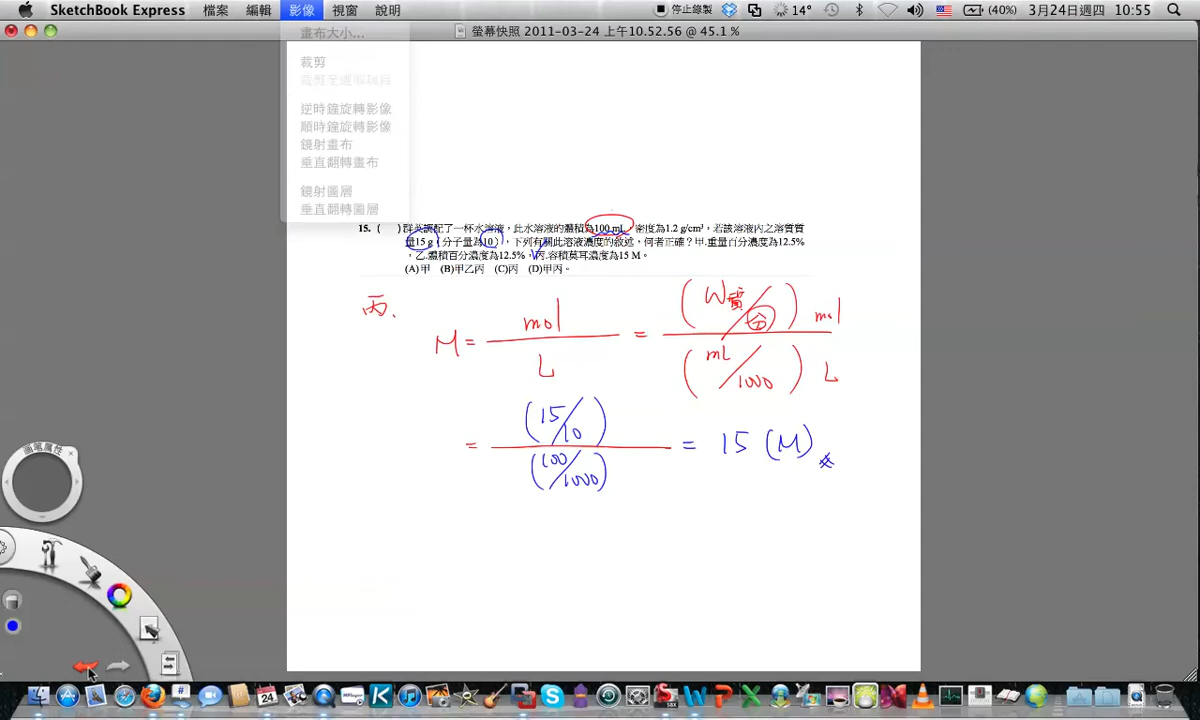 SketchBook Express 檔案 編輯 影像 視窗 說明 停止錄製 14° (40%) 3月24日週四 10:55
螢幕快照 2011-03-24 上午10.52.56 @ 45.1 %
畫布大小...
裁剪
逆時鐘旋轉影像
順時鐘旋轉影像
鏡射畫布
垂直翻轉畫布
鏡射圖層
垂直翻轉圖層
15. ( )群英調配了一杯水溶液，此水溶液的體積為100 mL，密度為1.2 g/cm³，若該溶液內之溶質質
量15 g（分子量為10），下列有關此溶液濃度的敘述，何者正確？甲.重量百分濃度為12.5%
，乙.體積百分濃度為12.5%，丙.容積莫耳濃度為15 M。
(A)甲 (B)甲乙丙 (C)丙 (D)甲丙。
丙.
M = mol / L = (W質/分) mol / (mL/1000) L
= (15/10) / (100/1000) = 15 (M)
画笔属性
24